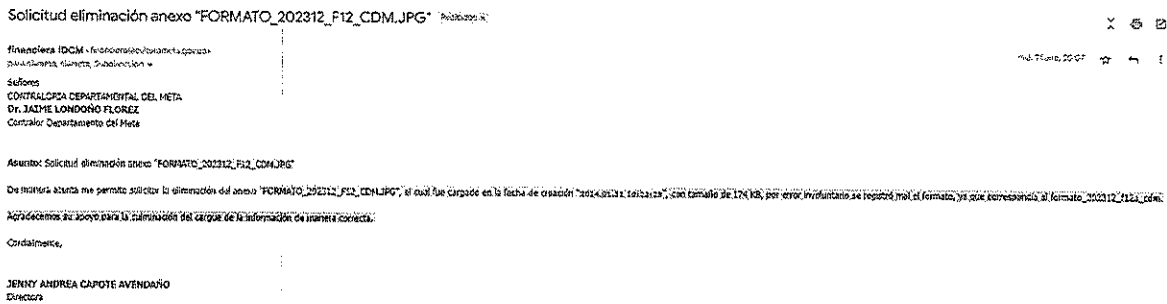 Solicitud eliminación anexo "FORMATO_202312_F12_CDM.JPG"
financiera IDCM
Señores
CONTRALORIA DEPARTAMENTAL DEL META
Dr. JAIME LONDOÑO FLOREZ
Contralor Departamento del Meta
Asunto: Solicitud eliminación anexo "FORMATO_202312_F12_CDM.JPG"
De manera atenta me permito solicitar la eliminación del anexo "FORMATO_202312_F12_CDM.JPG", el cual fue cargado en la fecha de creación con tamaño de 174 KB, por error involuntario se registró mal el formato, ya que correspondia al formato_202312_f12a_cdm.
Agradecemos su apoyo para la culminación del cargue de la información de manera correcta.
Cordialmente,
JENNY ANDREA CAPOTE AVENDAÑO
Directora